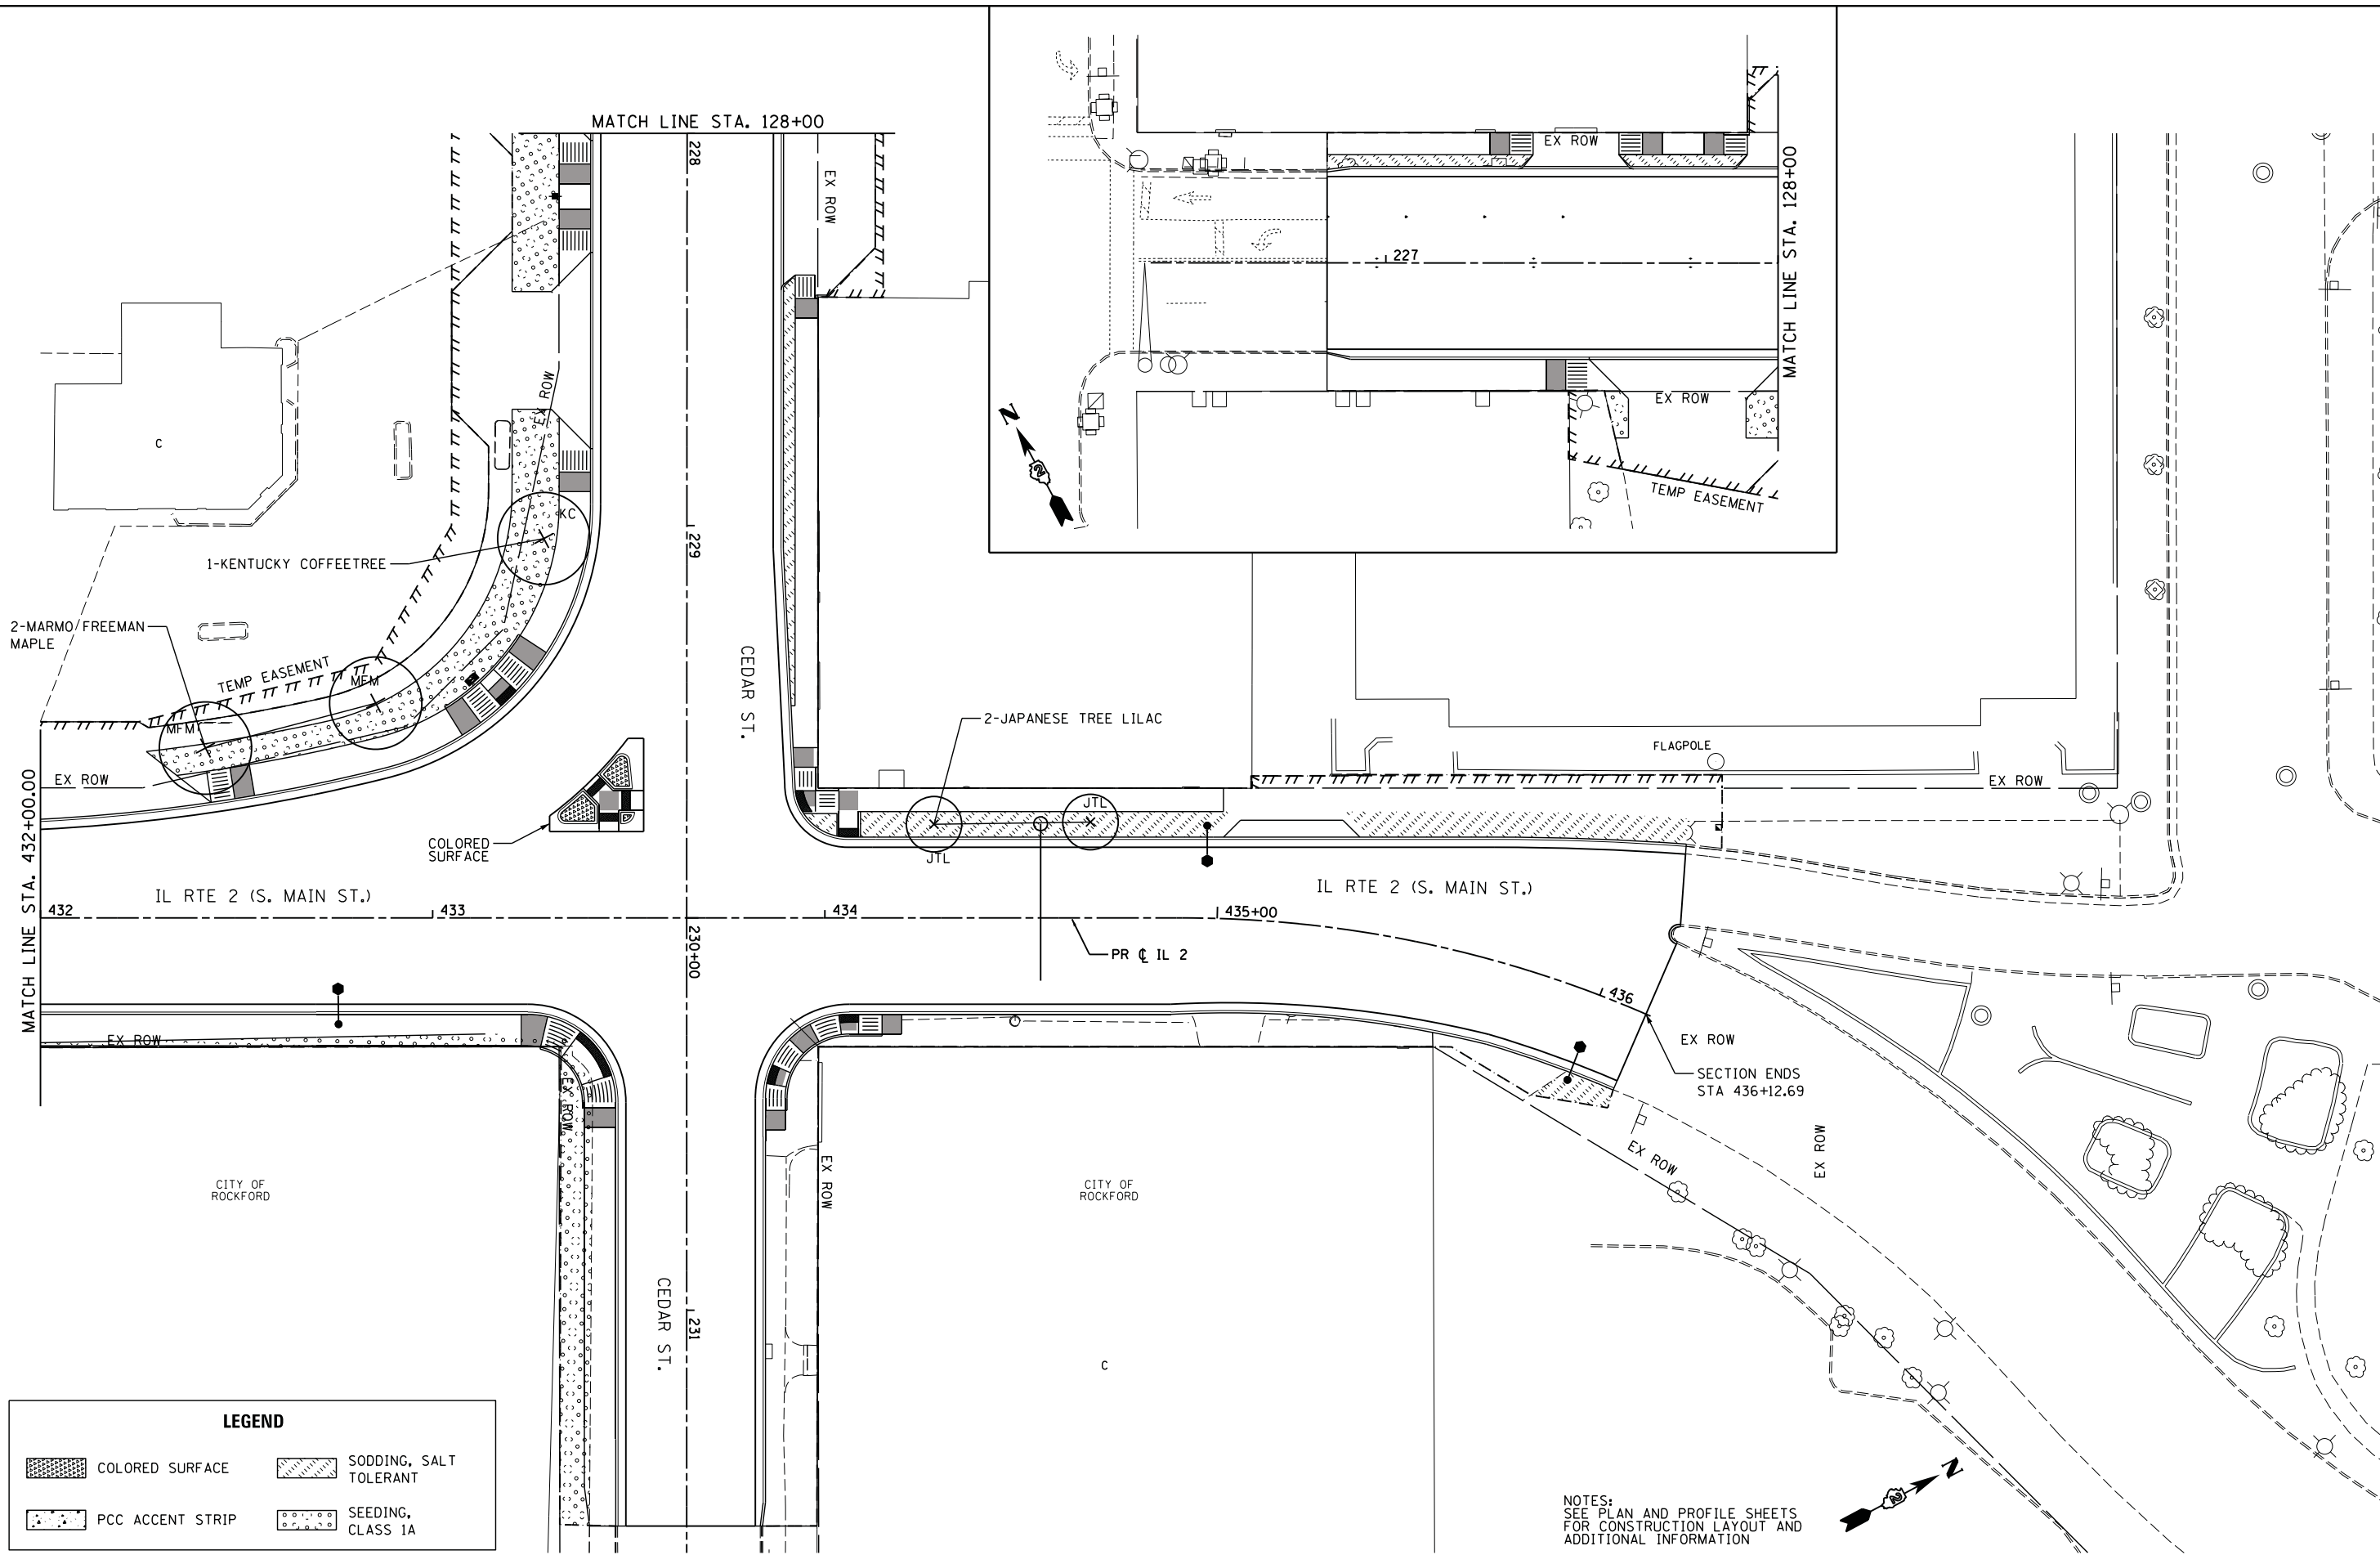 MATCH LINE STA. 128+00
228
EX ROW
EX ROW
227
MATCH LINE STA. 128+00
EX ROW
TEMP EASEMENT
N
2
C
EX ROW
KC
229
1-KENTUCKY COFFEETREE
2-MARMO FREEMAN
MAPLE
TEMP EASEMENT
MFM
MFM
CEDAR ST.
2-JAPANESE TREE LILAC
FLAGPOLE
EX ROW
EX ROW
JTL
JTL
COLORED
SURFACE
MATCH LINE STA. 432+00.00
IL RTE 2 (S. MAIN ST.)
IL RTE 2 (S. MAIN ST.)
432
433
434
435+00
230+00
PR ℄ IL 2
436
EX ROW
EX ROW
SECTION ENDS
STA 436+12.69
EX ROW
EX ROW
EX ROW
EX ROW
CITY OF
ROCKFORD
CITY OF
ROCKFORD
CEDAR ST.
231
C
LEGEND
COLORED SURFACE
SODDING, SALT
TOLERANT
PCC ACCENT STRIP
SEEDING,
CLASS 1A
NOTES:
SEE PLAN AND PROFILE SHEETS
FOR CONSTRUCTION LAYOUT AND
ADDITIONAL INFORMATION
2
N